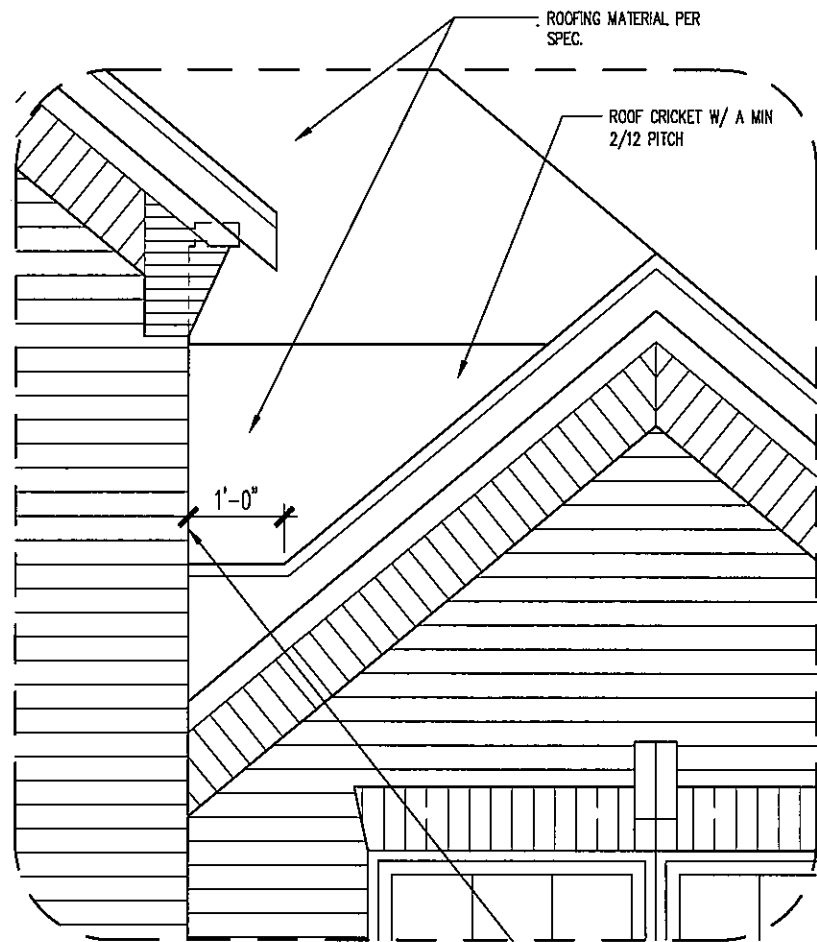 ROOFING MATERIAL PER
SPEC.
ROOF CRICKET W/ A MIN
2/12 PITCH
1'-0"